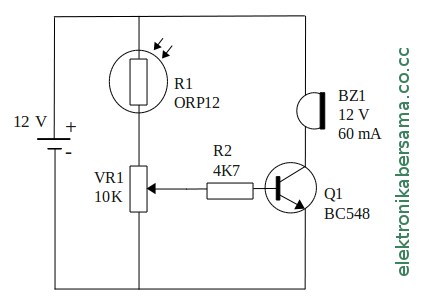 12 V
+
-
R1
ORP12
VR1
10K
R2
4K7
BZ1
12 V
60 mA
Q1
BC548
elektronikabersama.co.cc